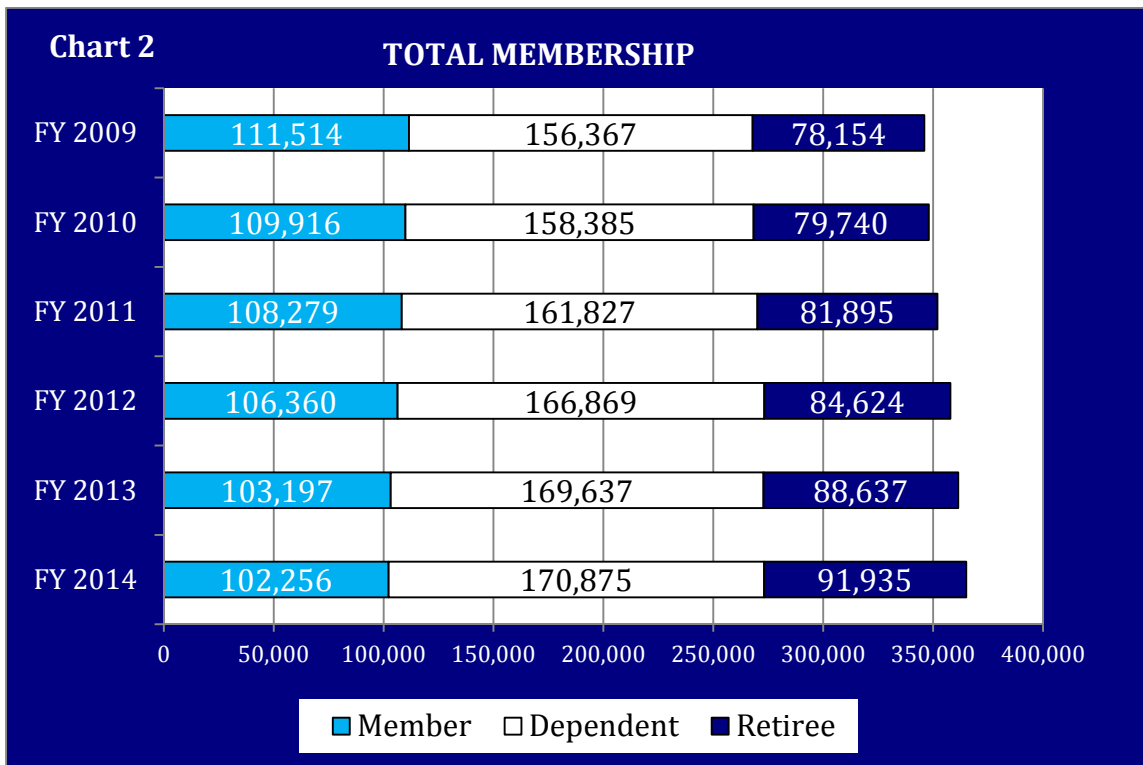 Chart 2
TOTAL MEMBERSHIP
FY 2009 111,514 156,367 78,154
FY 2010 109,916 158,385 79,740
FY 2011 108,279 161,827 81,895
FY 2012 106,360 166,869 84,624
FY 2013 103,197 169,637 88,637
FY 2014 102,256 170,875 91,935
0 50,000 100,000 150,000 200,000 250,000 300,000 350,000 400,000
Member Dependent Retiree